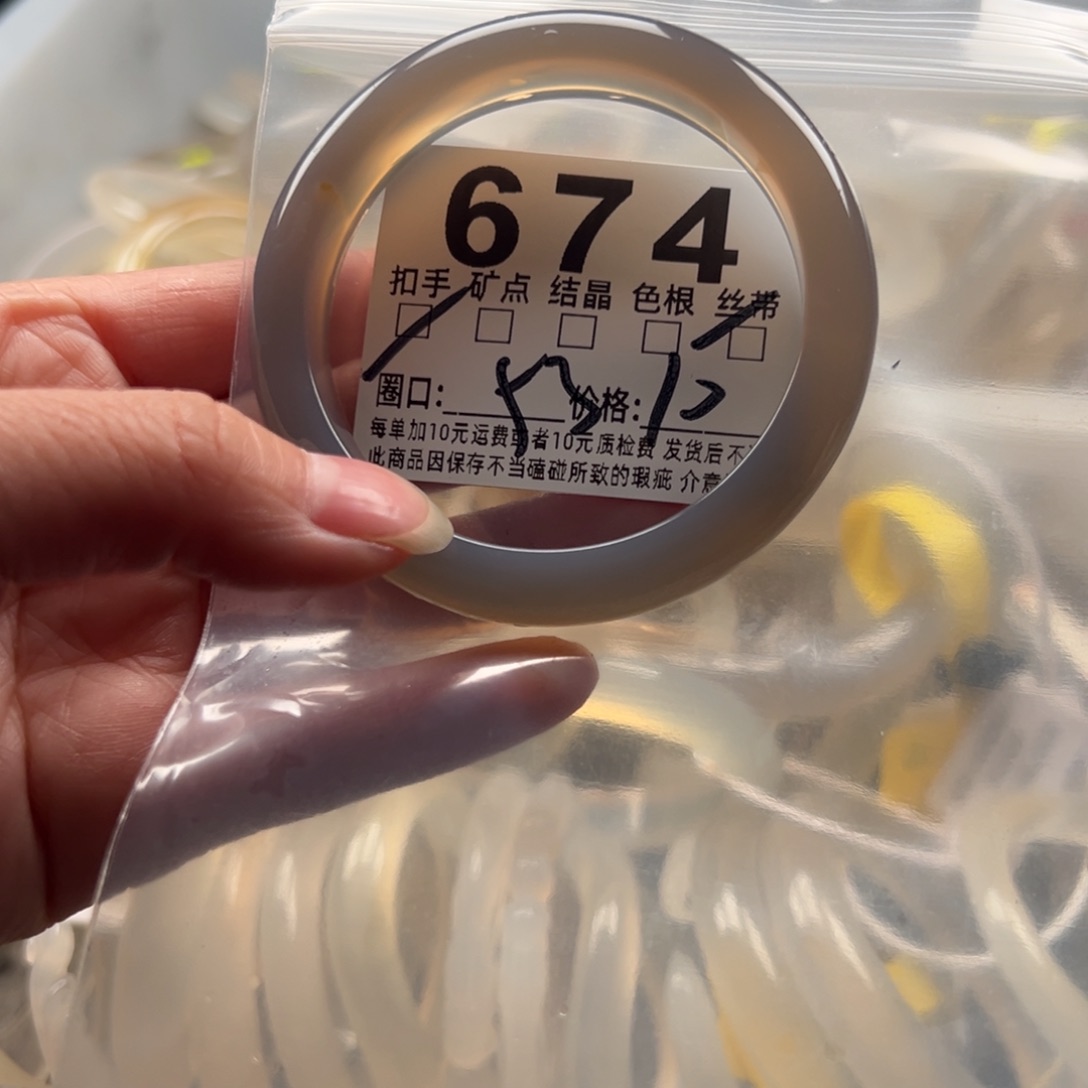 674
扣手 矿点 结晶 色根 丝带
圈口: 价格:
每单加10元运费或者10元质检费 发货后不
此商品因保存不当磕碰所致的瑕疵 介意